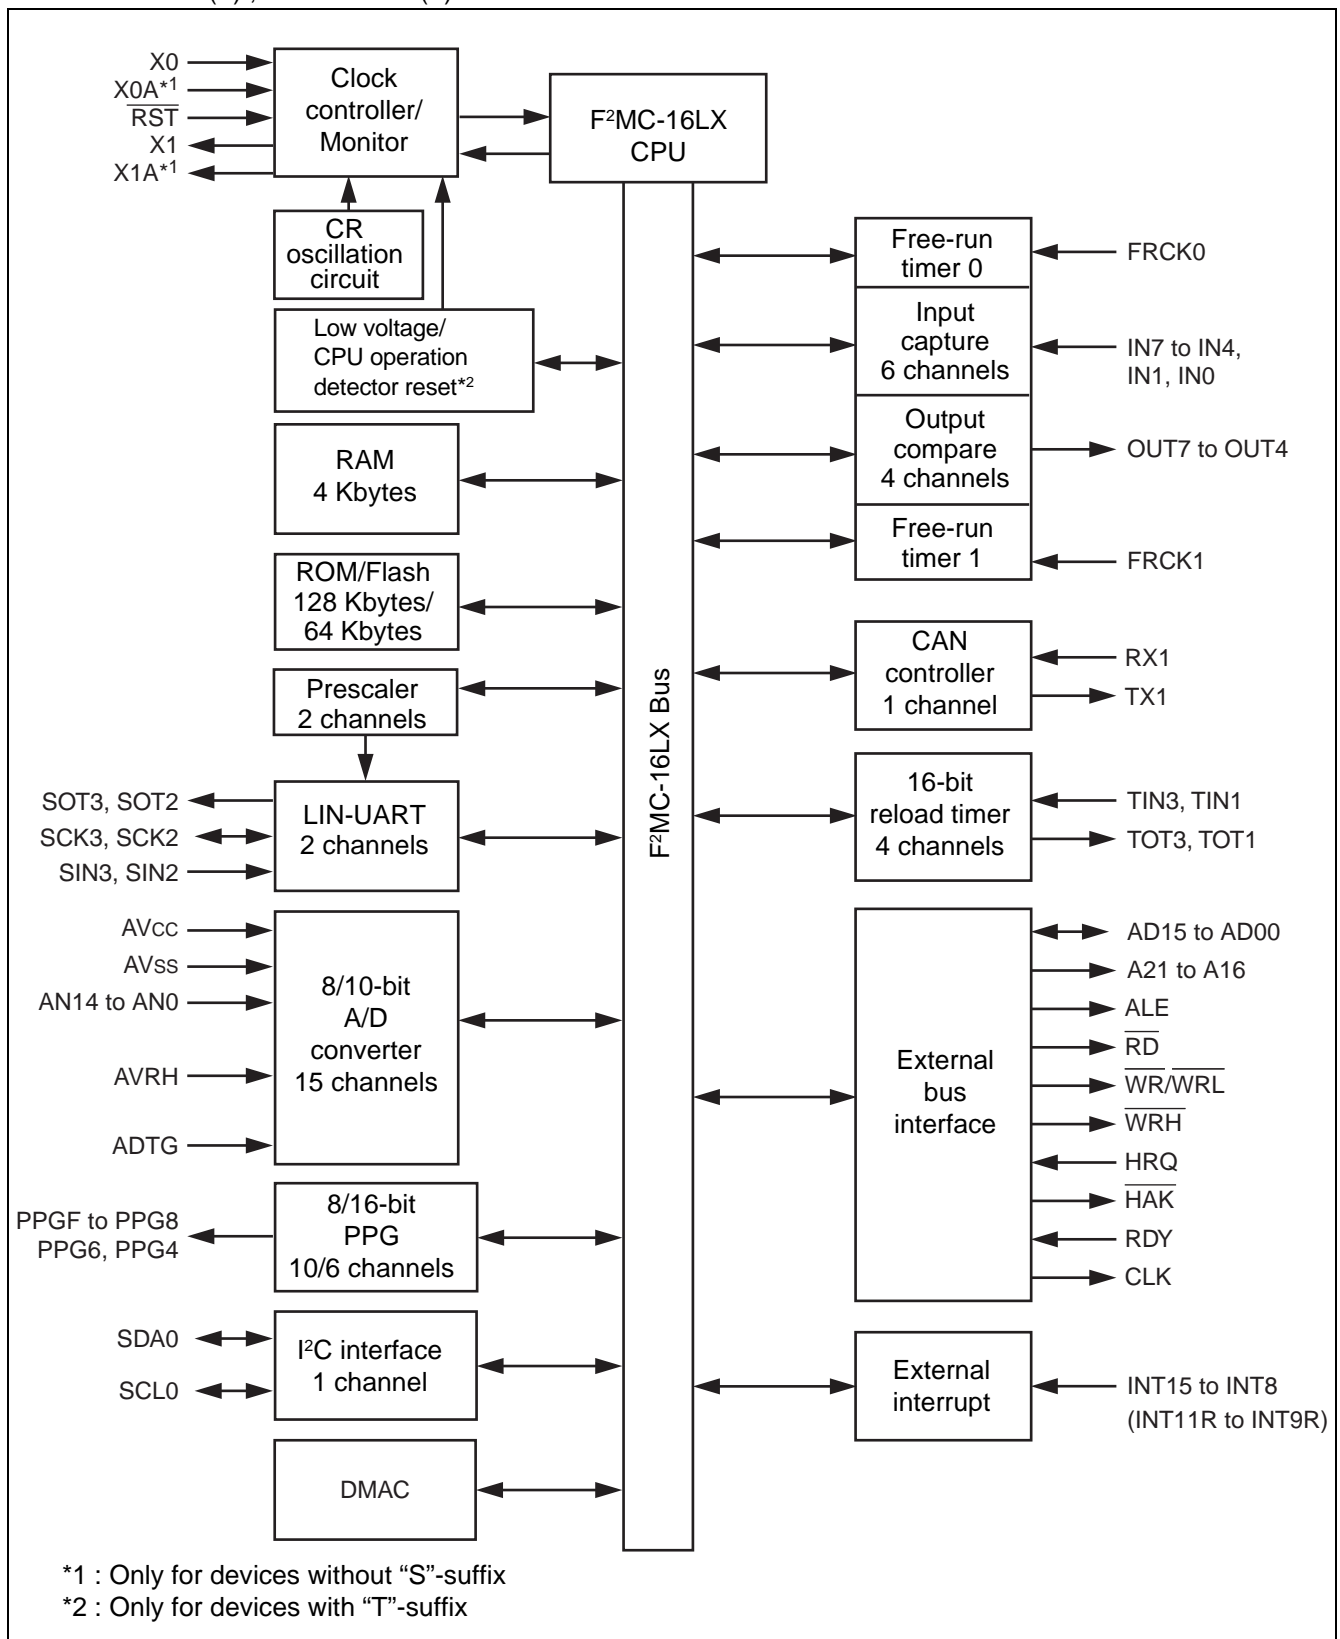 X0
X0A*1
RST
X1
X1A*1
Clock
controller/
Monitor
F²MC-16LX
CPU
CR
oscillation
circuit
Low voltage/
CPU operation
detector reset*2
RAM
4 Kbytes
ROM/Flash
128 Kbytes/
64 Kbytes
Prescaler
2 channels
SOT3, SOT2
SCK3, SCK2
SIN3, SIN2
LIN-UART
2 channels
AVCC
AVSS
AN14 to AN0
AVRH
ADTG
8/10-bit
A/D
converter
15 channels
PPGF to PPG8
PPG6, PPG4
8/16-bit
PPG
10/6 channels
SDA0
SCL0
I²C interface
1 channel
DMAC
F²MC-16LX Bus
Free-run
timer 0
FRCK0
Input
capture
6 channels
IN7 to IN4,
IN1, IN0
Output
compare
4 channels
OUT7 to OUT4
Free-run
timer 1
FRCK1
CAN
controller
1 channel
RX1
TX1
16-bit
reload timer
4 channels
TIN3, TIN1
TOT3, TOT1
External
bus
interface
AD15 to AD00
A21 to A16
ALE
RD
WR/WRL
WRH
HRQ
HAK
RDY
CLK
External
interrupt
INT15 to INT8
(INT11R to INT9R)
*1 : Only for devices without “S”-suffix
*2 : Only for devices with “T”-suffix